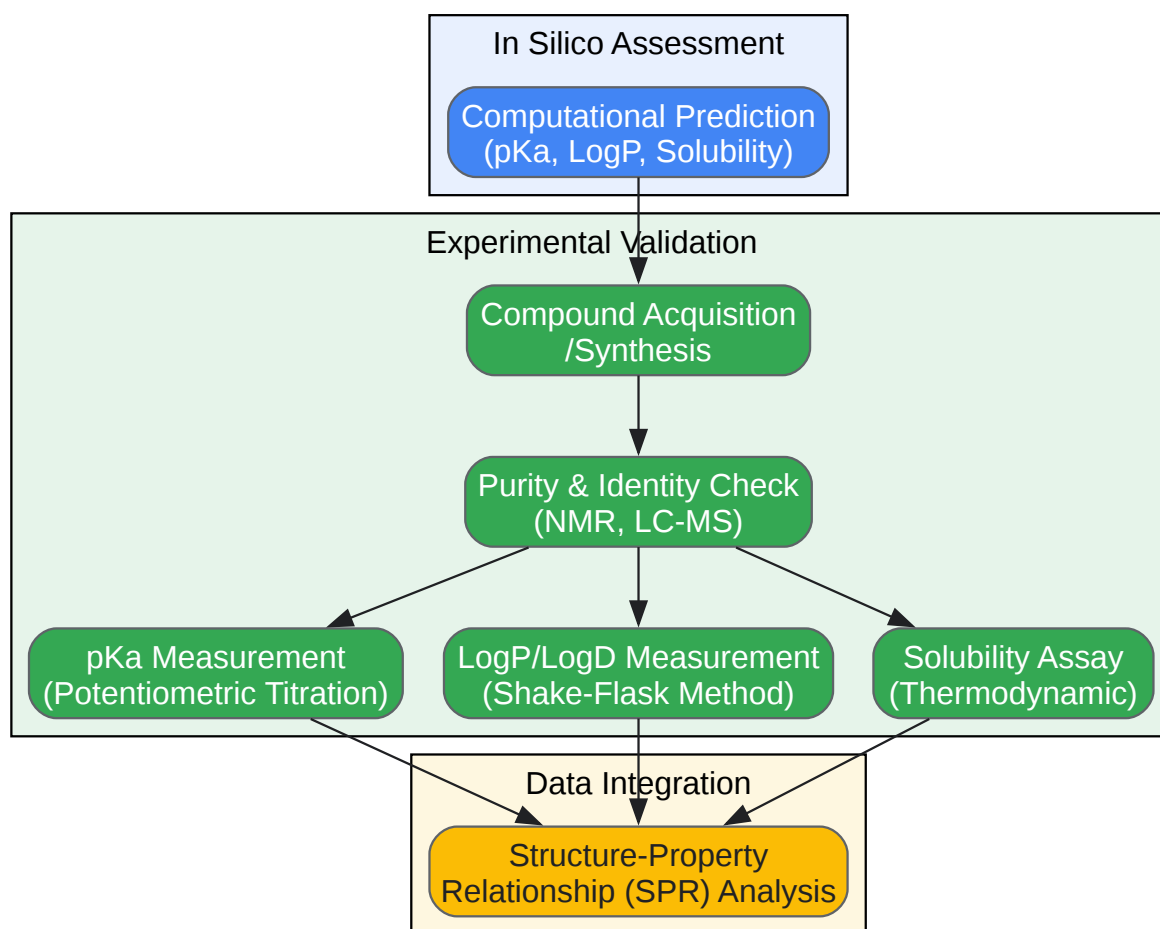 In Silico Assessment
Computational Prediction
(pKa, LogP, Solubility)
Experimental Validation
Compound Acquisition
/Synthesis
Purity & Identity Check
(NMR, LC-MS)
pKa Measurement
(Potentiometric Titration)
LogP/LogD Measurement
(Shake-Flask Method)
Solubility Assay
(Thermodynamic)
Data Integration
Structure-Property
Relationship (SPR) Analysis